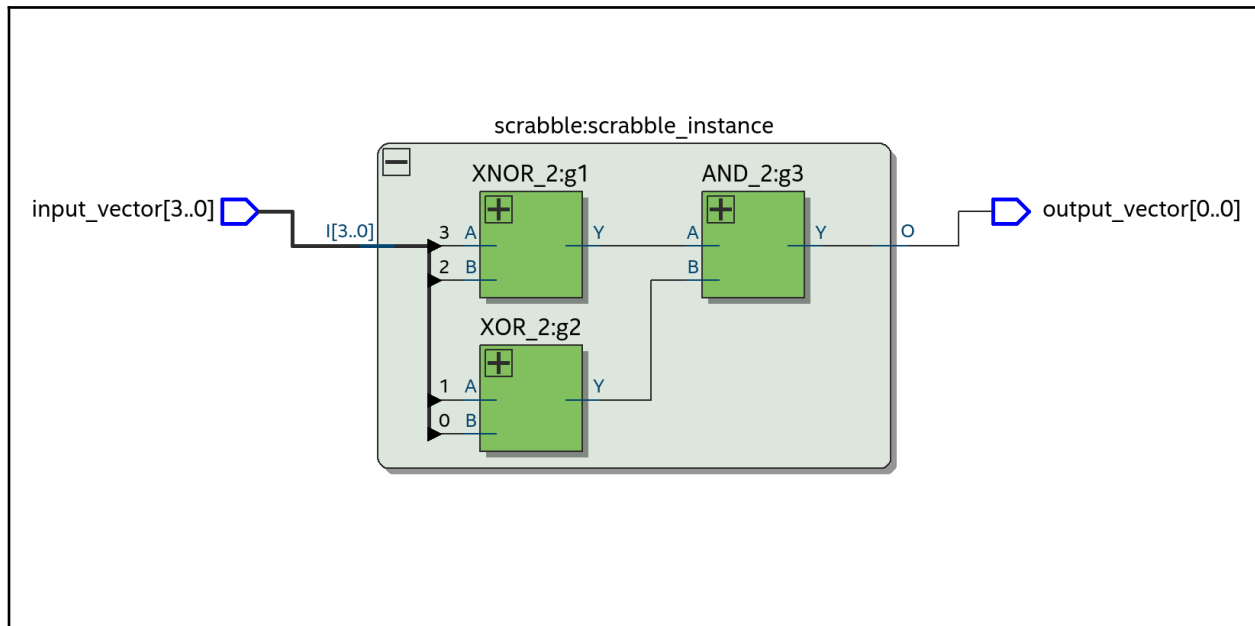 scrabble:scrabble_instance
XNOR_2:g1
AND_2:g3
input_vector[3..0]
output_vector[0..0]
I[3..0]
3 A Y A Y O
2 B B
XOR_2:g2
1 A Y
0 B